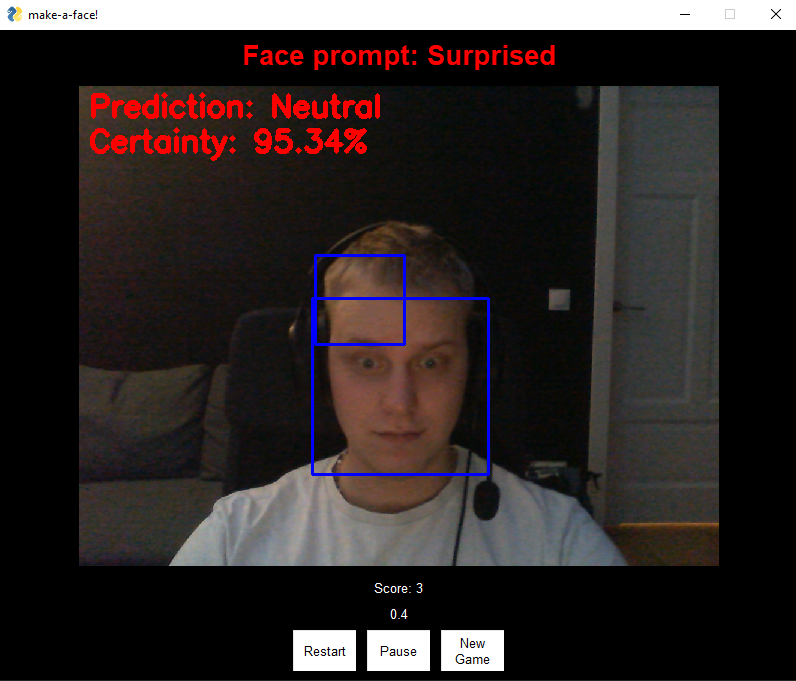 make-a-face!
Face prompt: Surprised
Prediction: Neutral
Certainty: 95.34%
Score: 3
0.4
Restart
Pause
New
Game